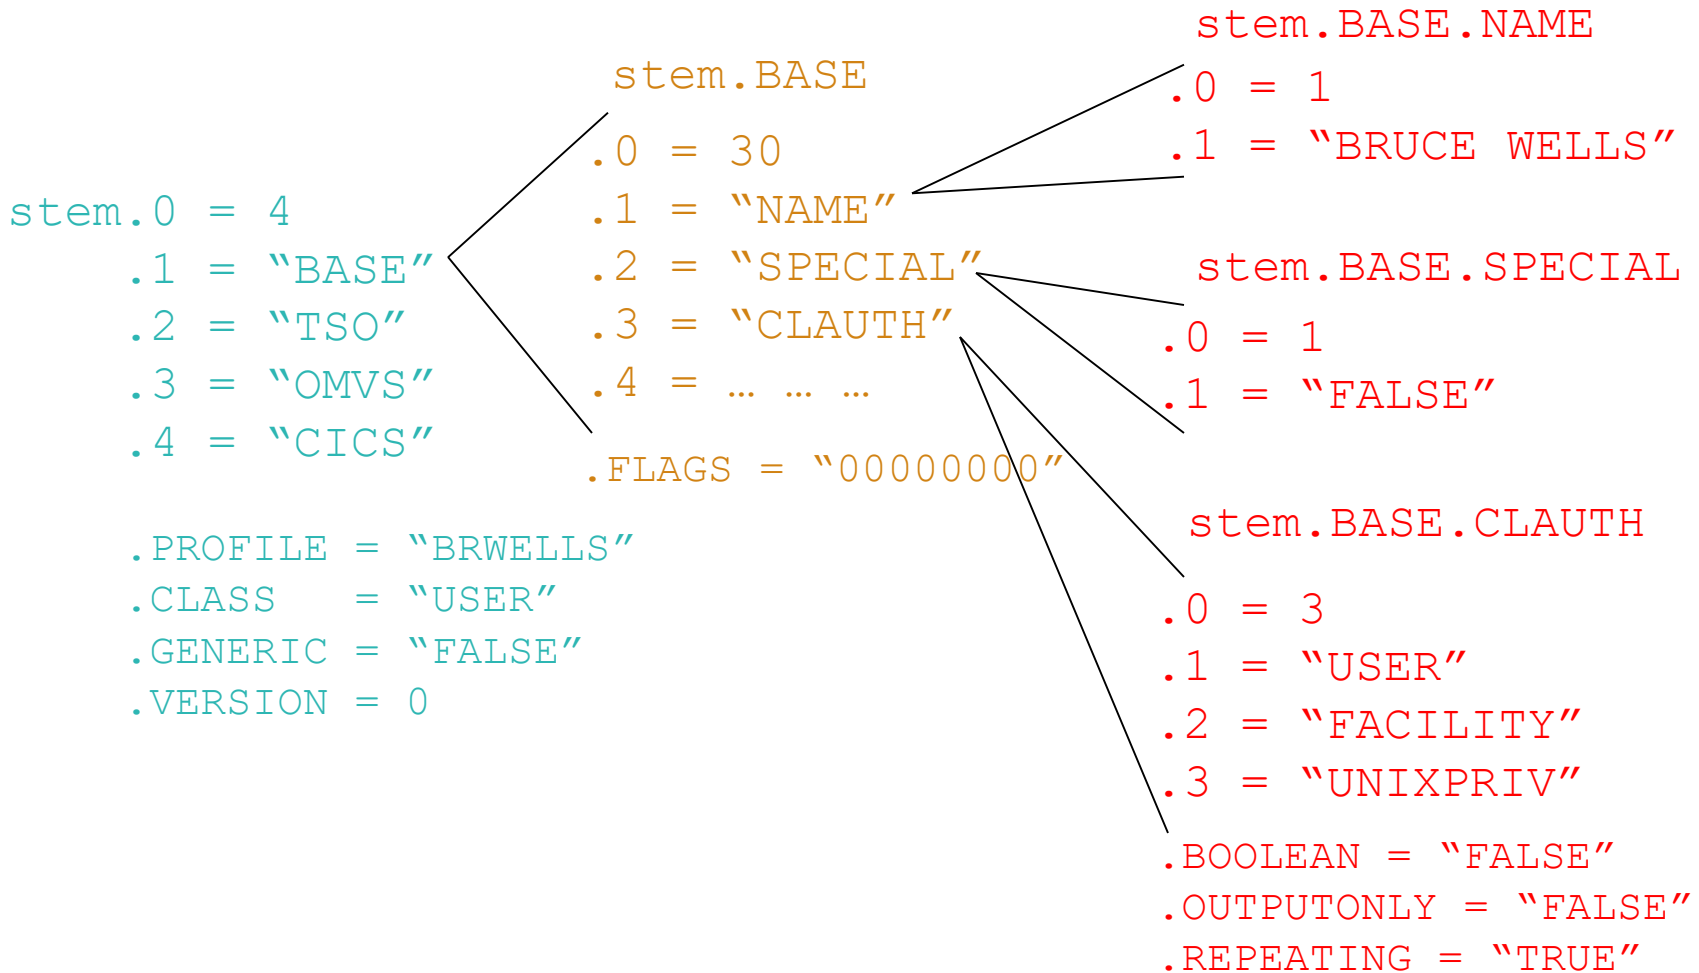 stem.0 = 4
.1 = “BASE”
.2 = “TSO”
.3 = “OMVS”
.4 = “CICS”
.PROFILE = “BRWELLS”
.CLASS = “USER”
.GENERIC = “FALSE”
.VERSION = 0
stem.BASE
.0 = 30
.1 = “NAME”
.2 = “SPECIAL”
.3 = “CLAUTH”
.4 = … … …
.FLAGS = “00000000”
stem.BASE.NAME
.0 = 1
.1 = “BRUCE WELLS”
stem.BASE.SPECIAL
.0 = 1
.1 = “FALSE”
stem.BASE.CLAUTH
.0 = 3
.1 = “USER”
.2 = “FACILITY”
.3 = “UNIXPRIV”
.BOOLEAN = “FALSE”
.OUTPUTONLY = “FALSE”
.REPEATING = “TRUE”